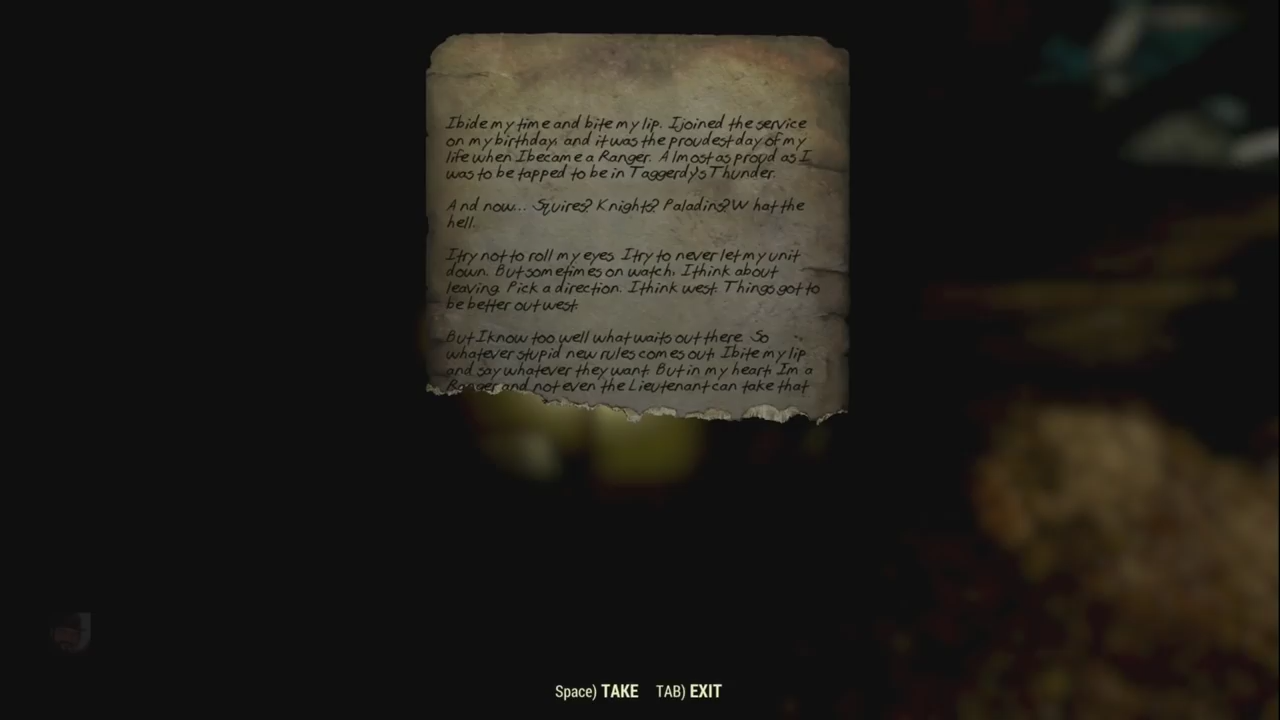 I bide my time and bite my lip. I joined the service
on my birthday, and it was the proudest day of my
life when I became a Ranger. Almost as proud as I
was to be tapped to be in Taggerdy's Thunder.
And now... Squires? Knights? Paladins? What the
hell.
I try not to roll my eyes. I try to never let my unit
down. But sometimes on watch, I think about
leaving. Pick a direction. I think west. Things got to
be better out west.
But I know too well what waits out there. So
whatever stupid new rules comes out, I bite my lip
and say whatever they want. But in my heart, I'm a
Ranger and not even the Lieutenant can take that
Space) TAKE TAB) EXIT